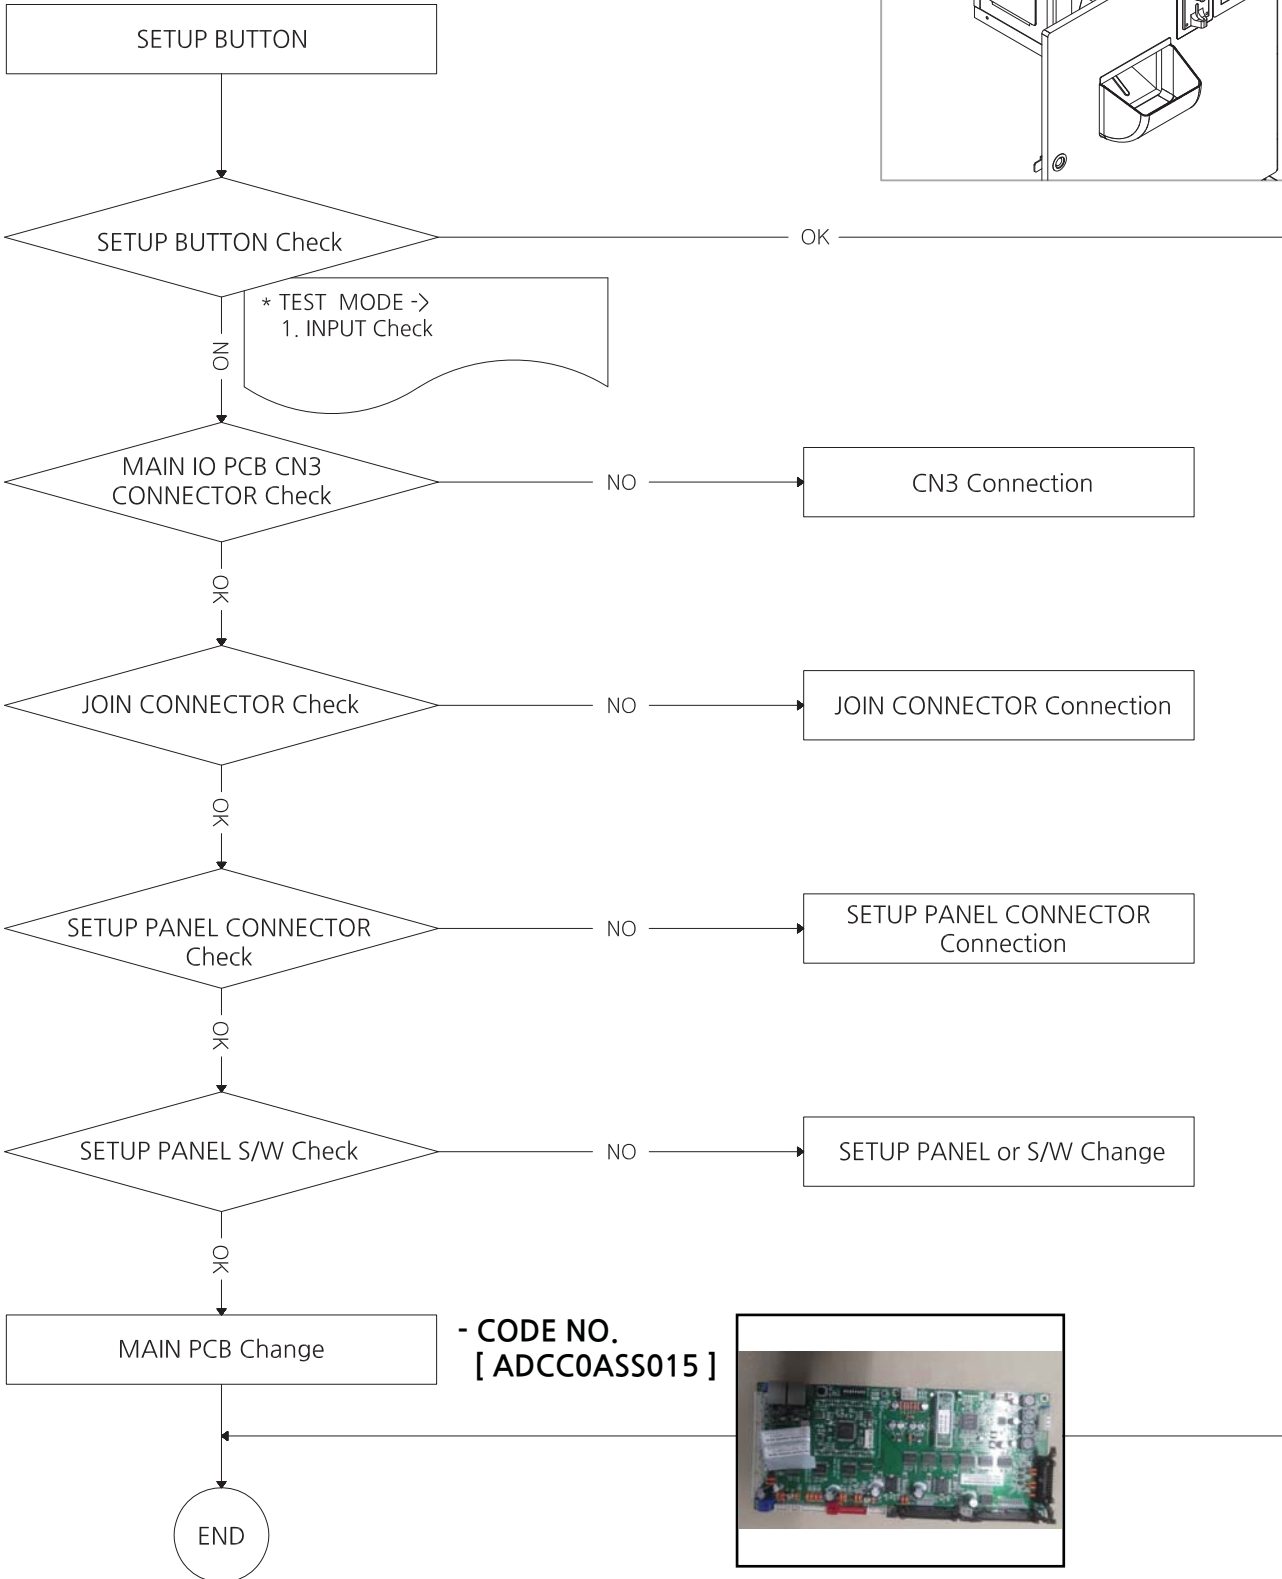 SETUP BUTTON
SETUP BUTTON Check
OK
* TEST MODE ->
1. INPUT Check
NO
MAIN IO PCB CN3
CONNECTOR Check
NO
CN3 Connection
OK
JOIN CONNECTOR Check
NO
JOIN CONNECTOR Connection
OK
SETUP PANEL CONNECTOR
Check
NO
SETUP PANEL CONNECTOR
Connection
OK
SETUP PANEL S/W Check
NO
SETUP PANEL or S/W Change
OK
MAIN PCB Change
- CODE NO.
[ ADCC0ASS015 ]
END